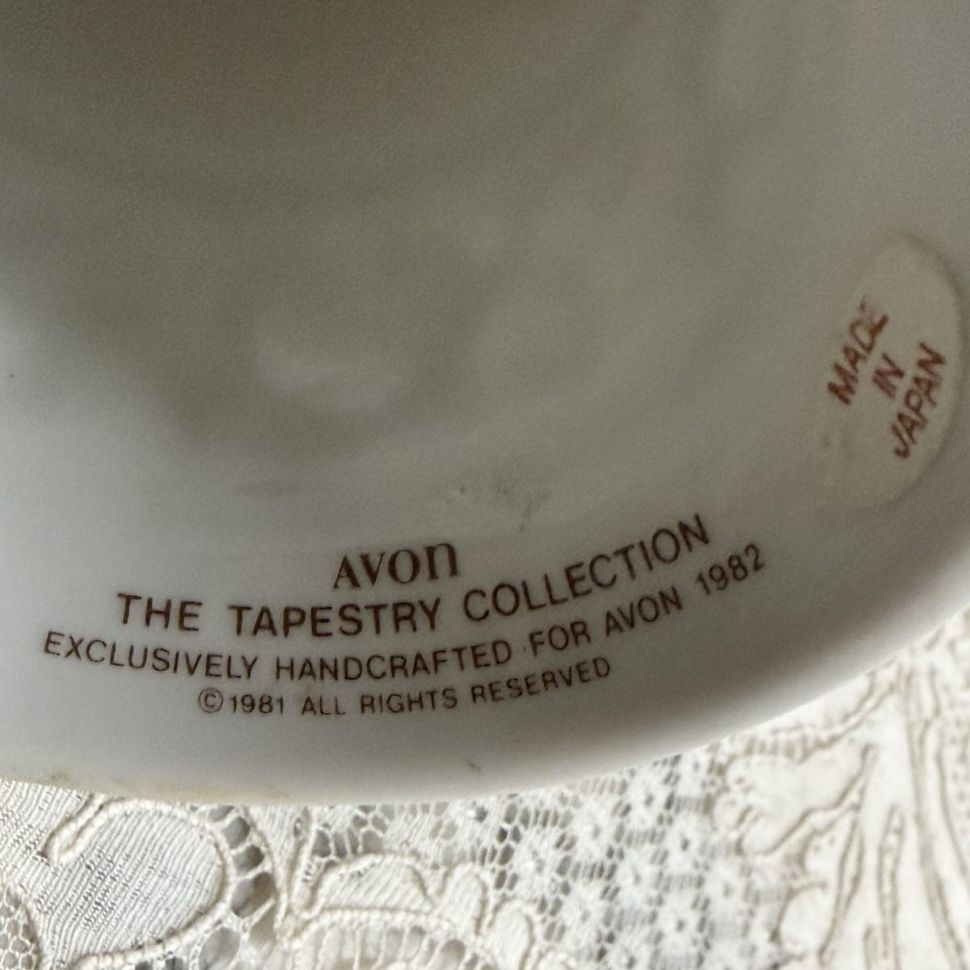 AVON
THE TAPESTRY COLLECTION
EXCLUSIVELY HANDCRAFTED FOR AVON 1982
©1981 ALL RIGHTS RESERVED
MADE
IN
JAPAN